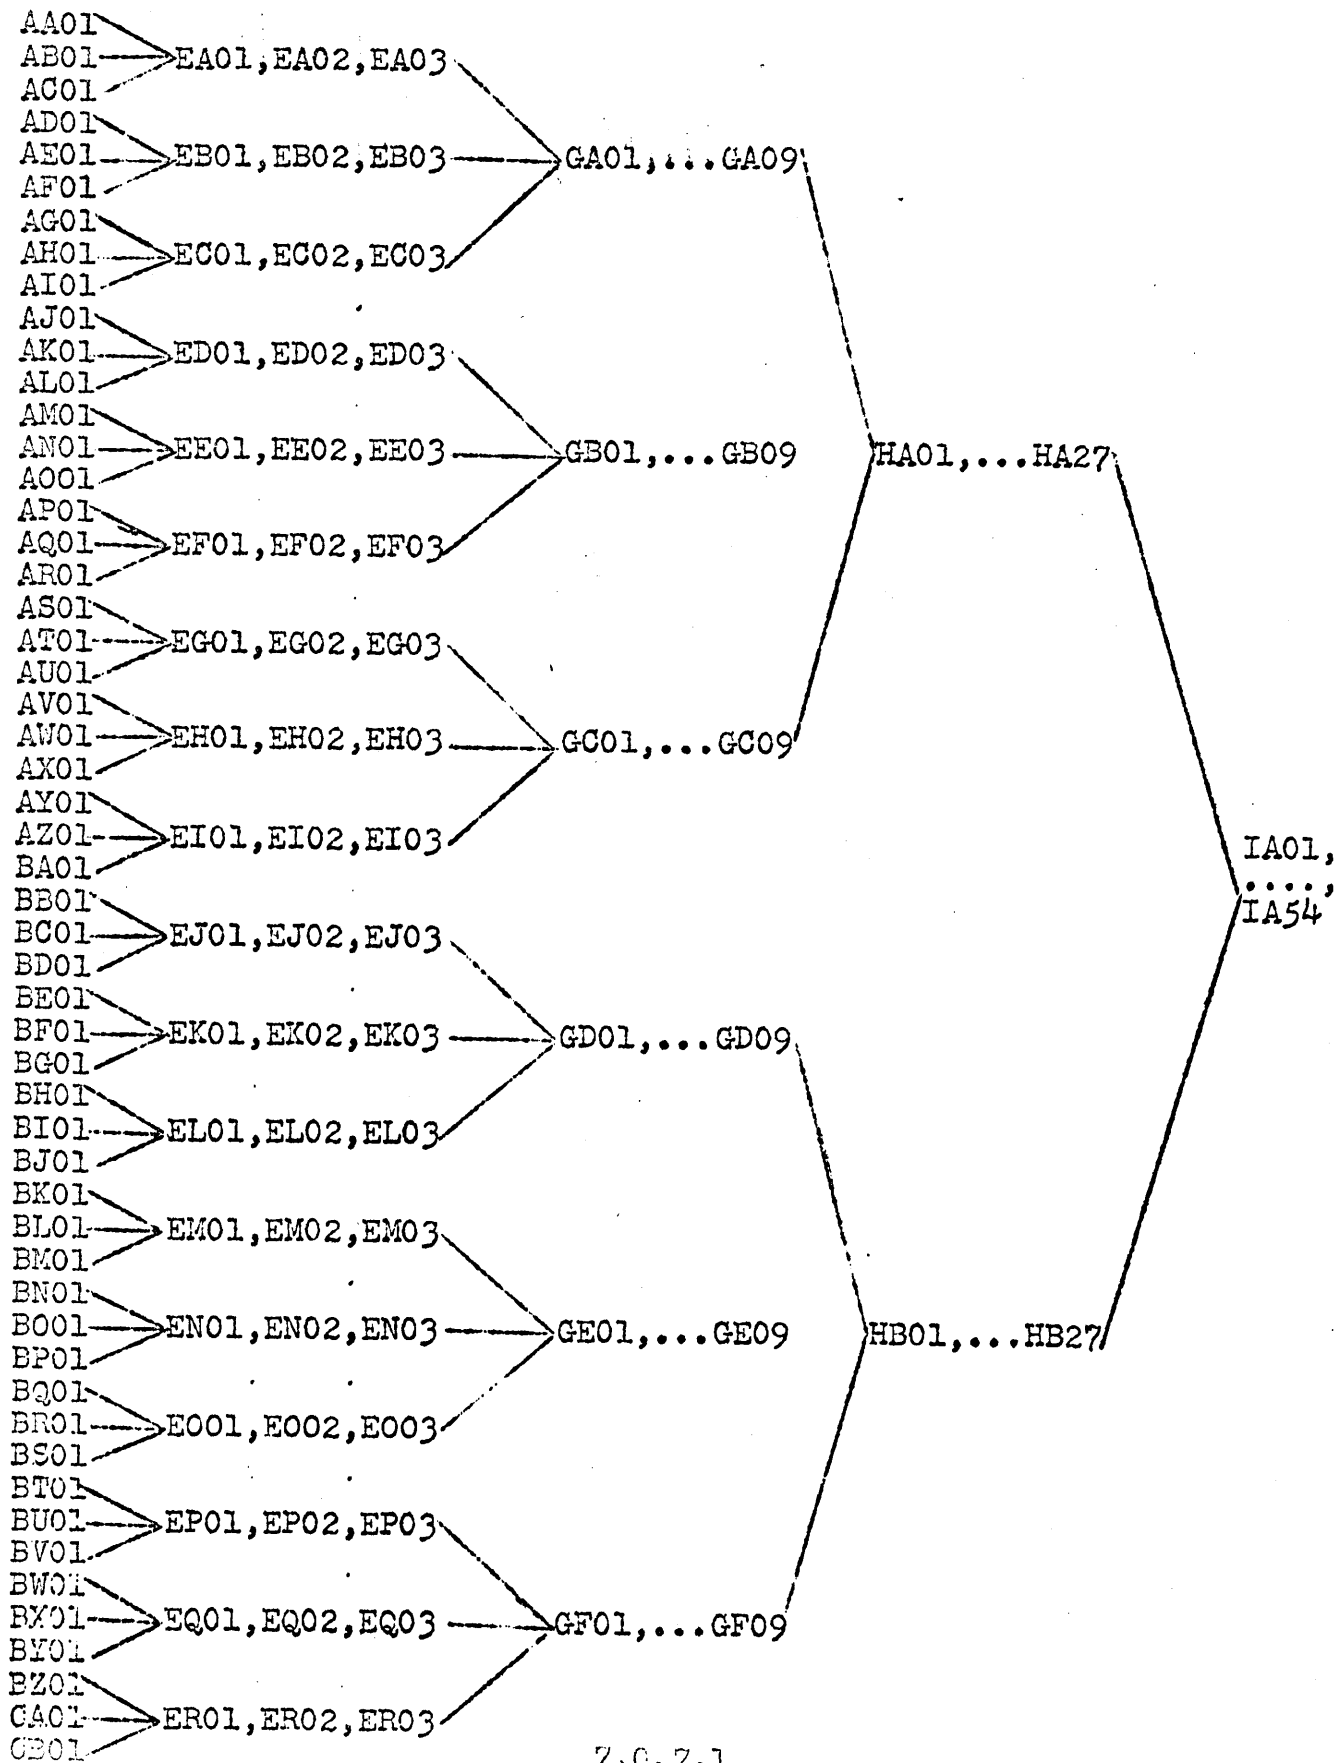 AA01
AB01 EA01,EA02,EA03
AC01
AD01
AE01 EB01,EB02,EB03 GA01,...GA09
AF01
AG01
AH01 EC01,EC02,EC03
AI01
AJ01
AK01 ED01,ED02,ED03
AL01
AM01
AN01 EE01,EE02,EE03 GB01,...GB09 HA01,...HA27
AO01
AP01
AQ01 EF01,EF02,EF03
AR01
AS01
AT01 EG01,EG02,EG03
AU01
AV01
AW01 EH01,EH02,EH03 GC01,...GC09
AX01
AY01
AZ01 EI01,EI02,EI03
BA01
IA01,
....,
IA54
BB01
BC01 EJ01,EJ02,EJ03
BD01
BE01
BF01 EK01,EK02,EK03 GD01,...GD09
BG01
BH01
BI01 EL01,EL02,EL03
BJ01
BK01
BL01 EM01,EM02,EM03
BM01
BN01
BO01 EN01,EN02,EN03 GE01,...GE09 HB01,...HB27
BP01
BQ01
BR01 EO01,EO02,EO03
BS01
BT01
BU01 EP01,EP02,EP03
BV01
BW01
BX01 EQ01,EQ02,EQ03 GF01,...GF09
BY01
BZ01
CA01 ER01,ER02,ER03
CB01